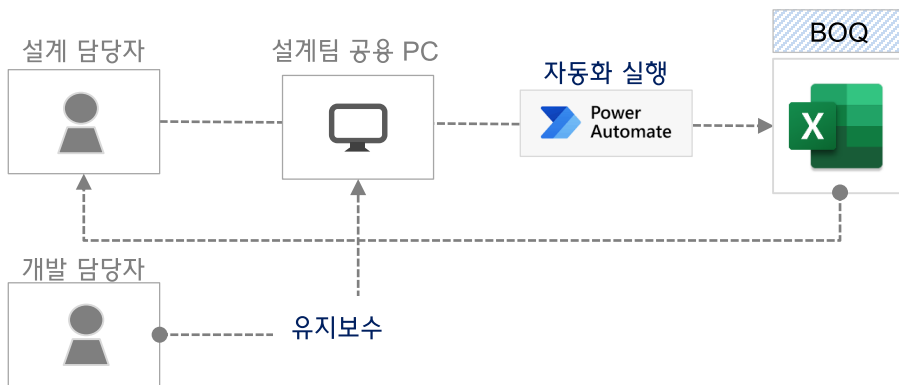 BOQ
설계 담당자
설계팀 공용 PC
자동화 실행
Power
Automate
X
개발 담당자
유지보수